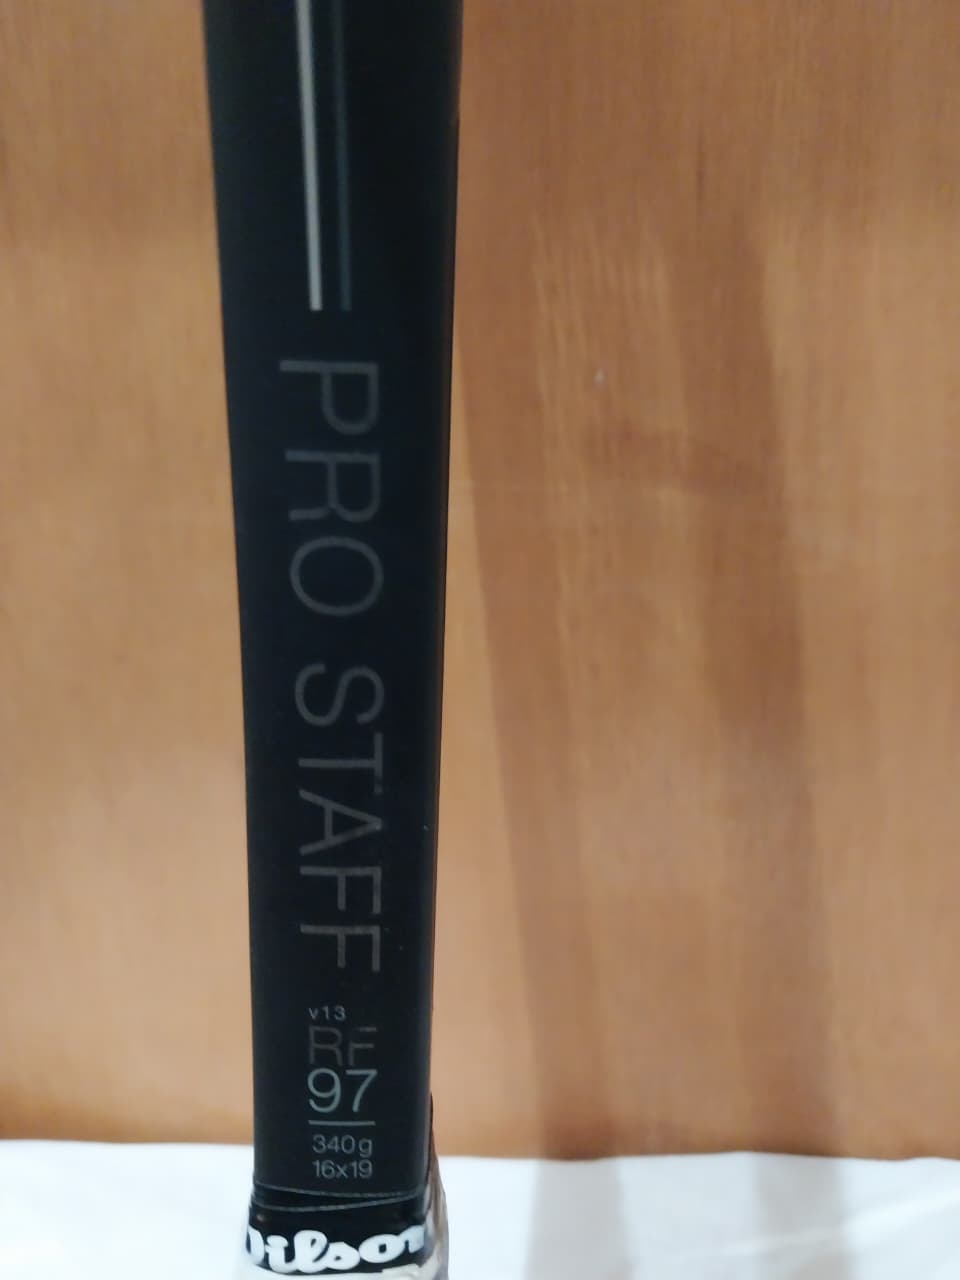 PRO STAFF
v13
RF
97
340g
16x19
Wilson